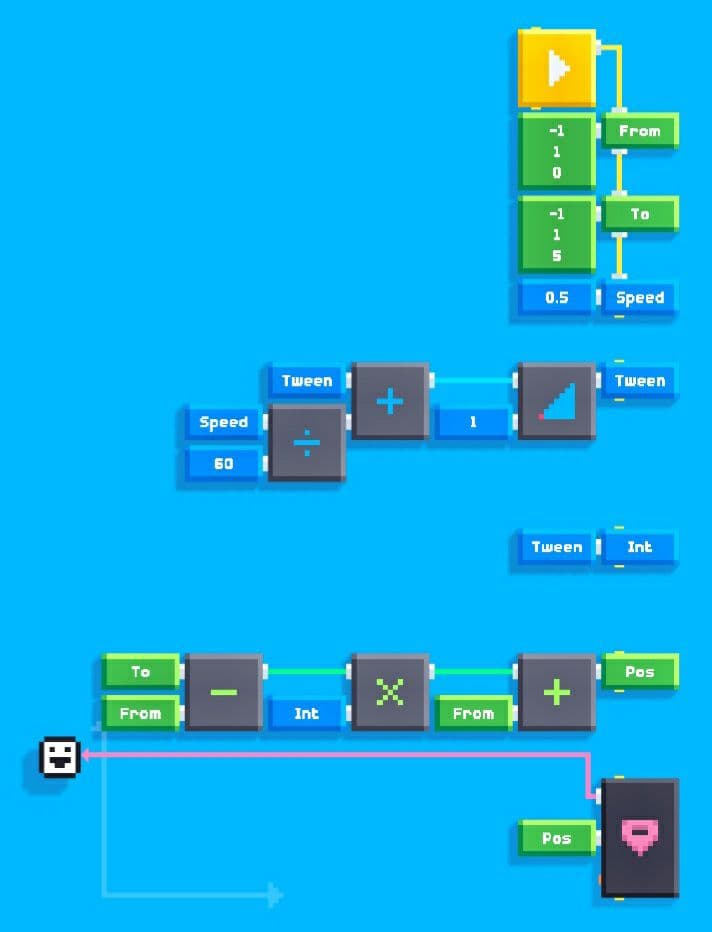 -1
1
0
From
-1
1
5
To
0.5
Speed
Tween
+
Tween
Speed
÷
1
60
Tween
Int
To
−
×
+
Pos
From
Int
From
Pos